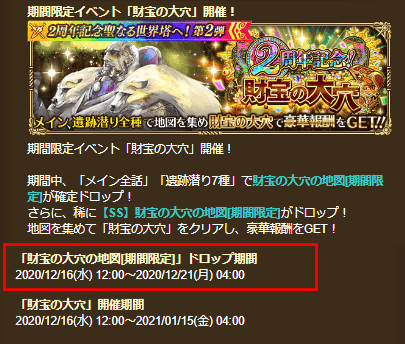 期間限定イベント「財宝の大穴」開催！
2周年記念聖なる世界塔へ！第2弾
2周年記念！
財宝の大穴
メイン、遺跡潜り全種で地図を集め財宝の大穴で豪華報酬をGET!!
期間限定イベント「財宝の大穴」開催！
期間中、「メイン全話」「遺跡潜り7種」で財宝の大穴の地図[期間限
定]が確定ドロップ！
さらに、稀に【SS】財宝の大穴の地図[期間限定]がドロップ！
地図を集めて「財宝の大穴」をクリアし、豪華報酬をGET！
「財宝の大穴の地図[期間限定]」ドロップ期間
2020/12/16(水) 12:00～2020/12/21(月) 04:00
「財宝の大穴」開催期間
2020/12/16(水) 12:00～2021/01/15(金) 04:00